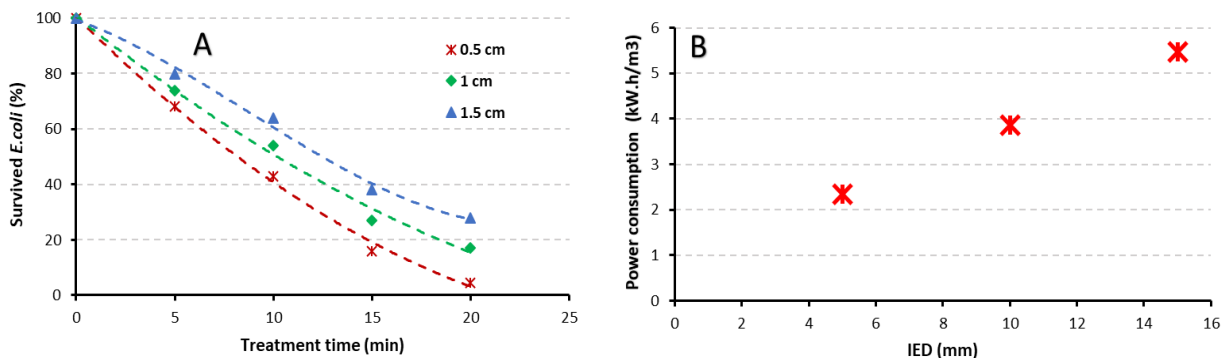 A
Survived E.coli (%)
100
80
60
40
20
0
0 5 10 15 20 25
Treatment time (min)
0.5 cm
1 cm
1.5 cm
B
Power consumption (kW.h/m3)
6
5
4
3
2
1
0
0 2 4 6 8 10 12 14 16
IED (mm)